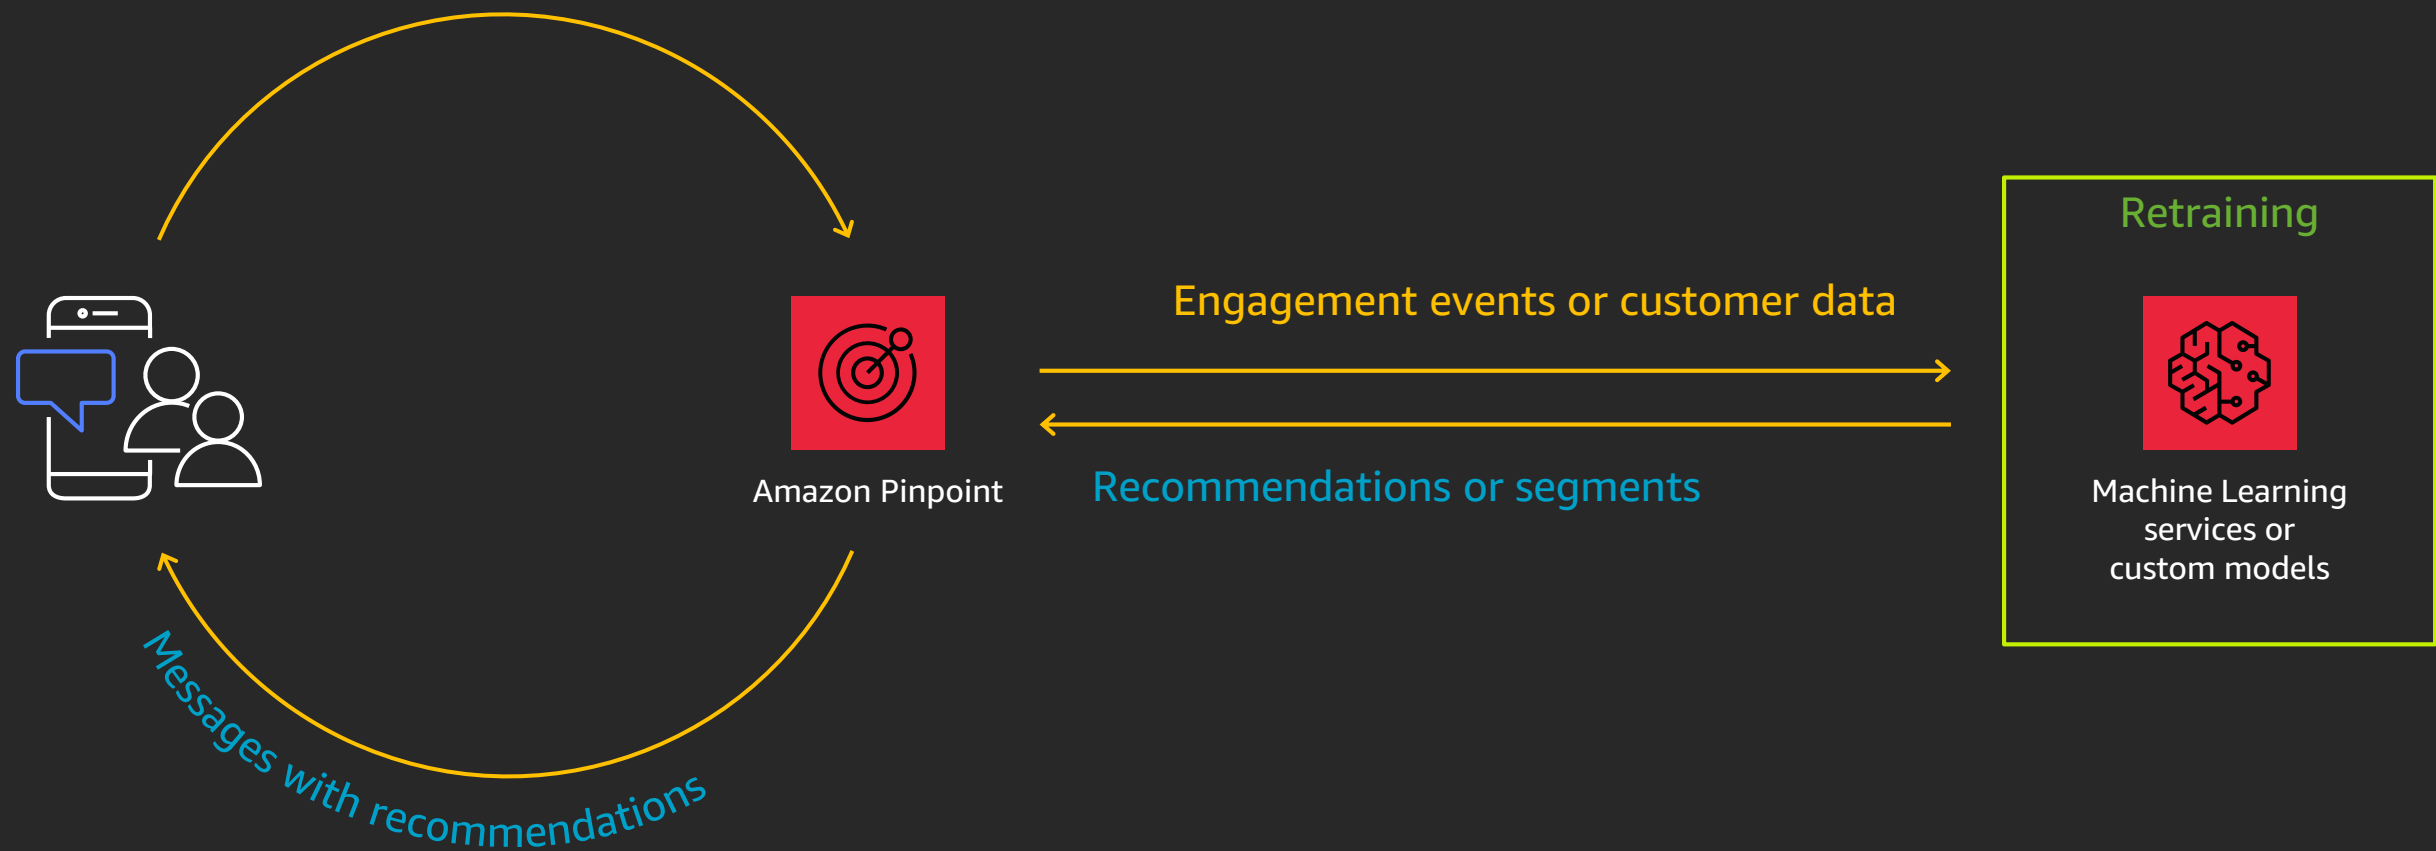 Retraining
Engagement events or customer data
Amazon Pinpoint
Recommendations or segments
Machine Learning
services or
custom models
Messages with recommendations